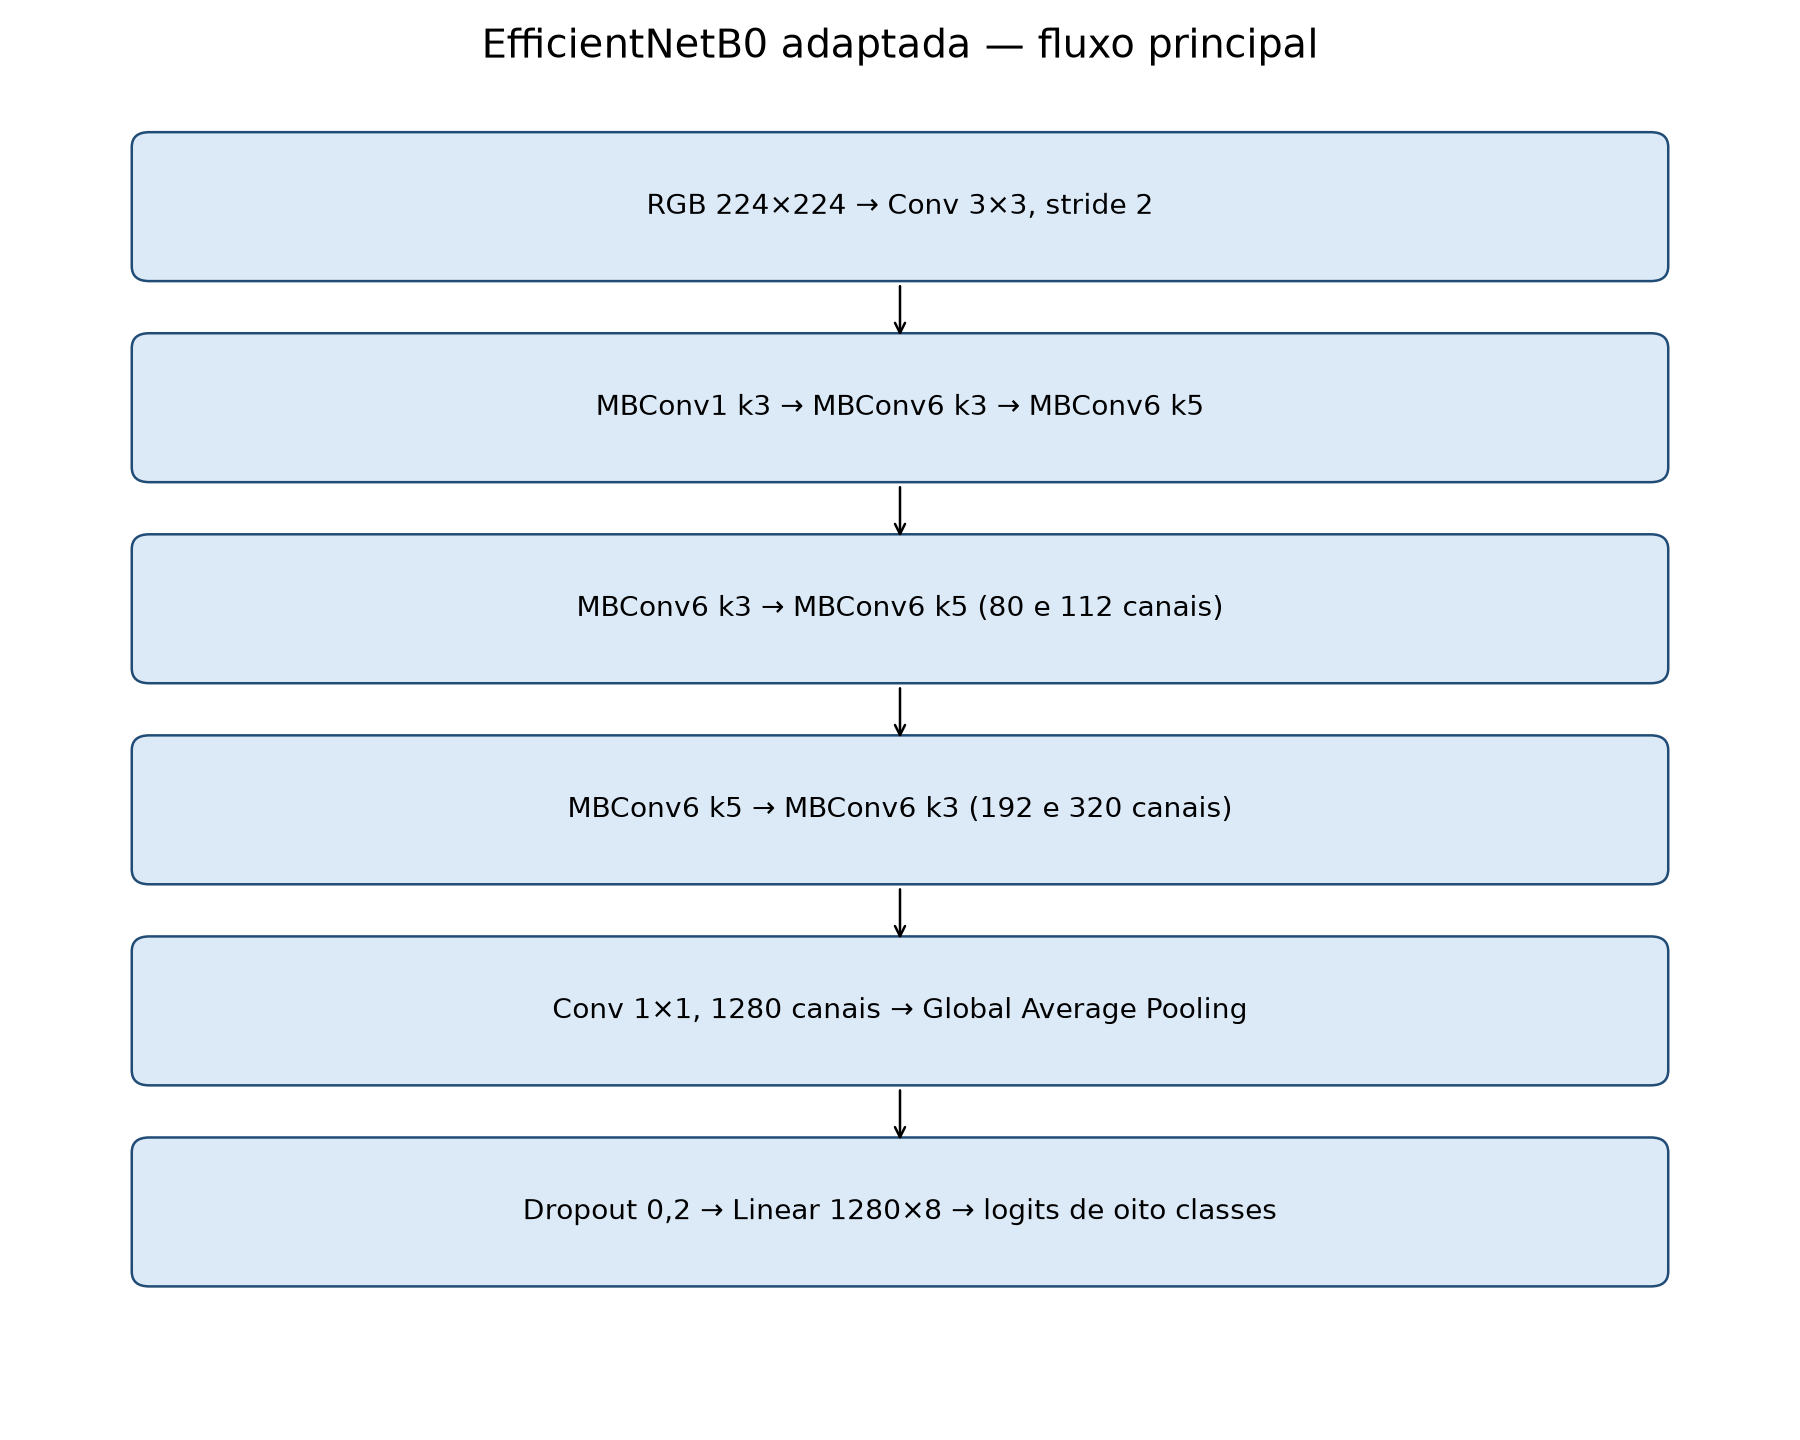 EfficientNetB0 adaptada — fluxo principal
RGB 224×224 → Conv 3×3, stride 2
MBConv1 k3 → MBConv6 k3 → MBConv6 k5
MBConv6 k3 → MBConv6 k5 (80 e 112 canais)
MBConv6 k5 → MBConv6 k3 (192 e 320 canais)
Conv 1×1, 1280 canais → Global Average Pooling
Dropout 0,2 → Linear 1280×8 → logits de oito classes